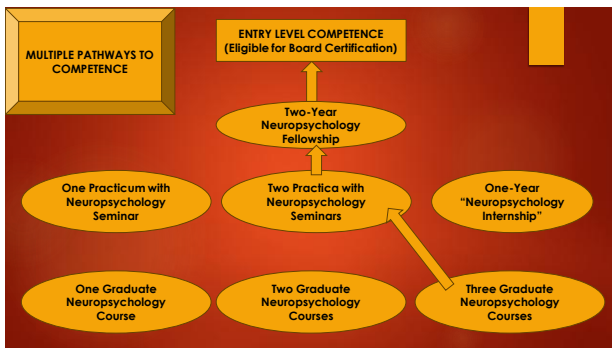 MULTIPLE PATHWAYS TO
COMPETENCE
ENTRY LEVEL COMPETENCE
(Eligible for Board Certification)
Two-Year
Neuropsychology
Fellowship
One Practicum with
Neuropsychology
Seminar
Two Practica with
Neuropsychology
Seminars
One-Year
“Neuropsychology
Internship”
One Graduate
Neuropsychology
Course
Two Graduate
Neuropsychology
Courses
Three Graduate
Neuropsychology
Courses